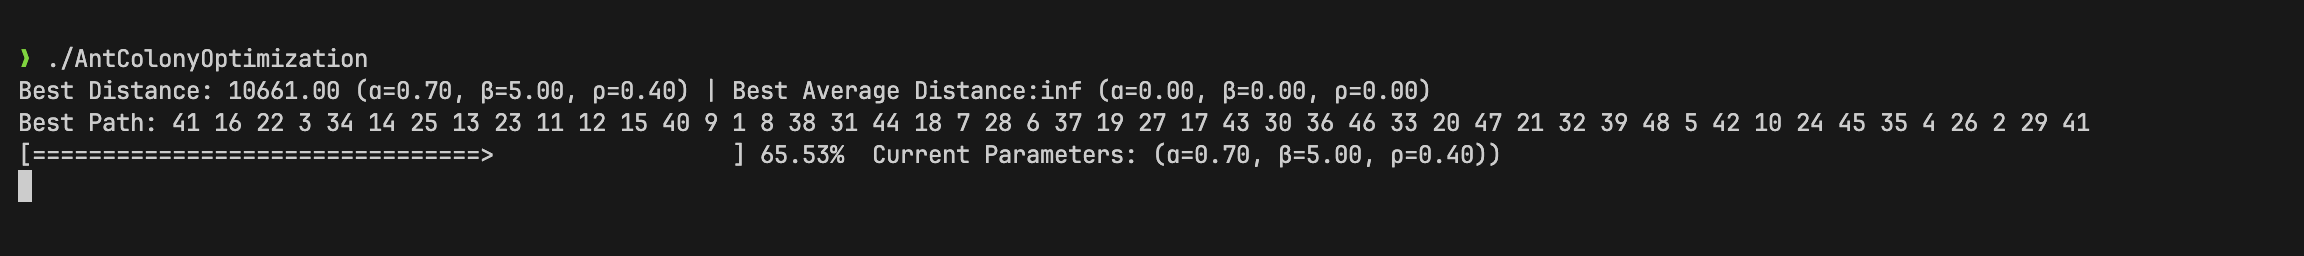 ❯ ./AntColonyOptimization
Best Distance: 10661.00 (α=0.70, β=5.00, ρ=0.40) | Best Average Distance:inf (α=0.00, β=0.00, ρ=0.00)
Best Path: 41 16 22 3 34 14 25 13 23 11 12 15 40 9 1 8 38 31 44 18 7 28 6 37 19 27 17 43 30 36 46 33 20 47 21 32 39 48 5 42 10 24 45 35 4 26 2 29 41
[================================>                 ] 65.53%  Current Parameters: (α=0.70, β=5.00, ρ=0.40))